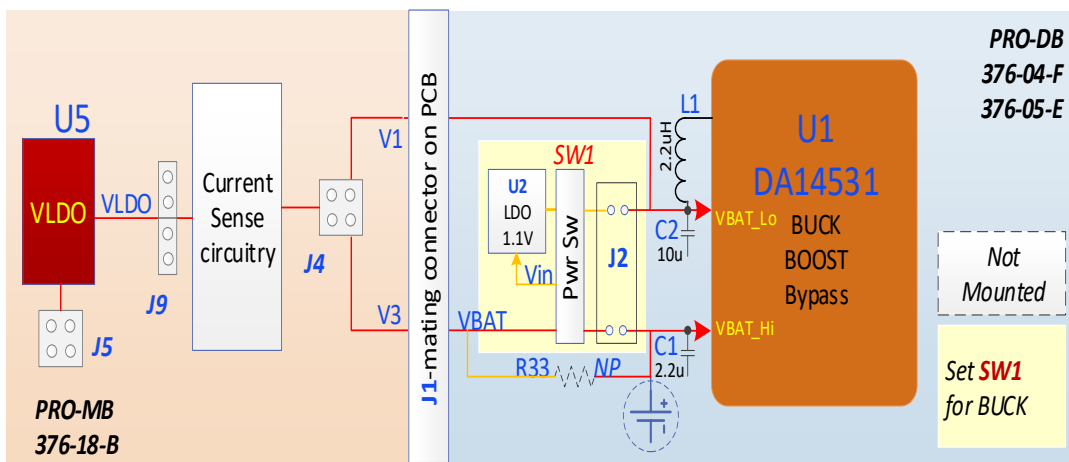 PRO-DB
376-04-F
376-05-E
U5
VLDO
VLDO
J9
J5
Current
Sense
circuitry
J4
V1
V3
J1-mating connector on PCB
VBAT
SW1
U2
LDO
1.1V
Vin
Pwr Sw
J2
R33
NP
L1
2.2uH
C2
10u
C1
2.2u
+
U1
DA14531
BUCK
BOOST
Bypass
VBAT_Lo
VBAT_Hi
Not
Mounted
Set SW1
for BUCK
PRO-MB
376-18-B